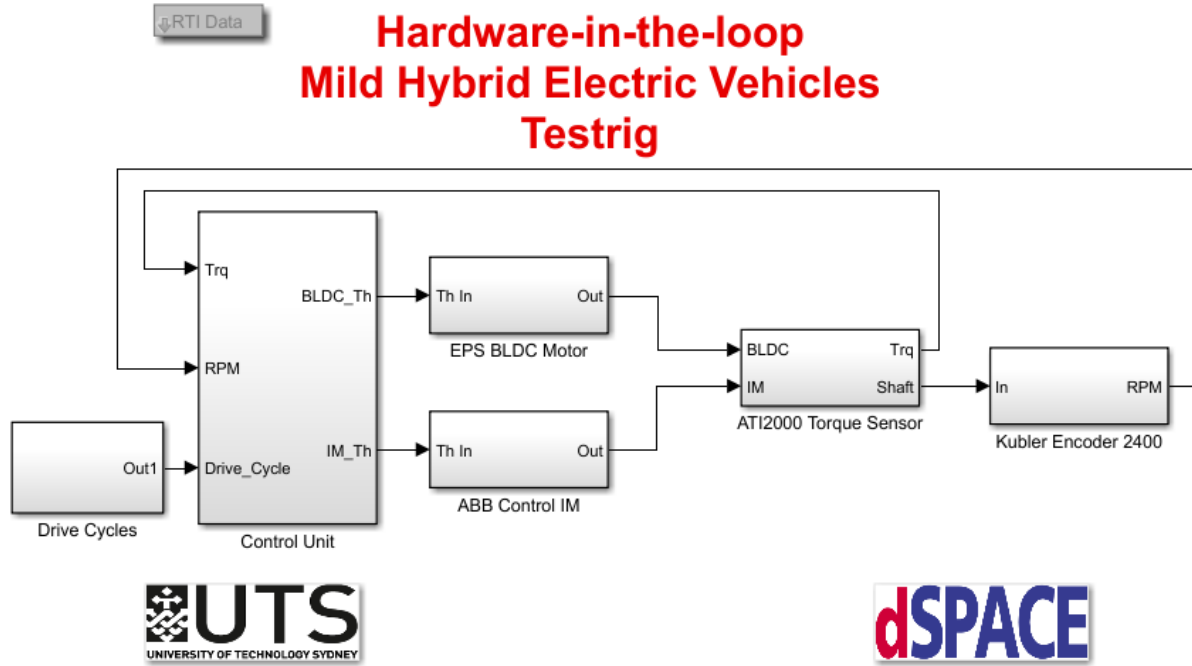 RTI Data
Hardware-in-the-loop
Mild Hybrid Electric Vehicles
Testrig
Trq
RPM
Drive_Cycle
BLDC_Th
IM_Th
Control Unit
Out1
Drive Cycles
Th In
Out
EPS BLDC Motor
Th In
Out
ABB Control IM
BLDC
IM
Trq
Shaft
ATI2000 Torque Sensor
In
RPM
Kubler Encoder 2400
UTS
UNIVERSITY OF TECHNOLOGY SYDNEY
dSPACE